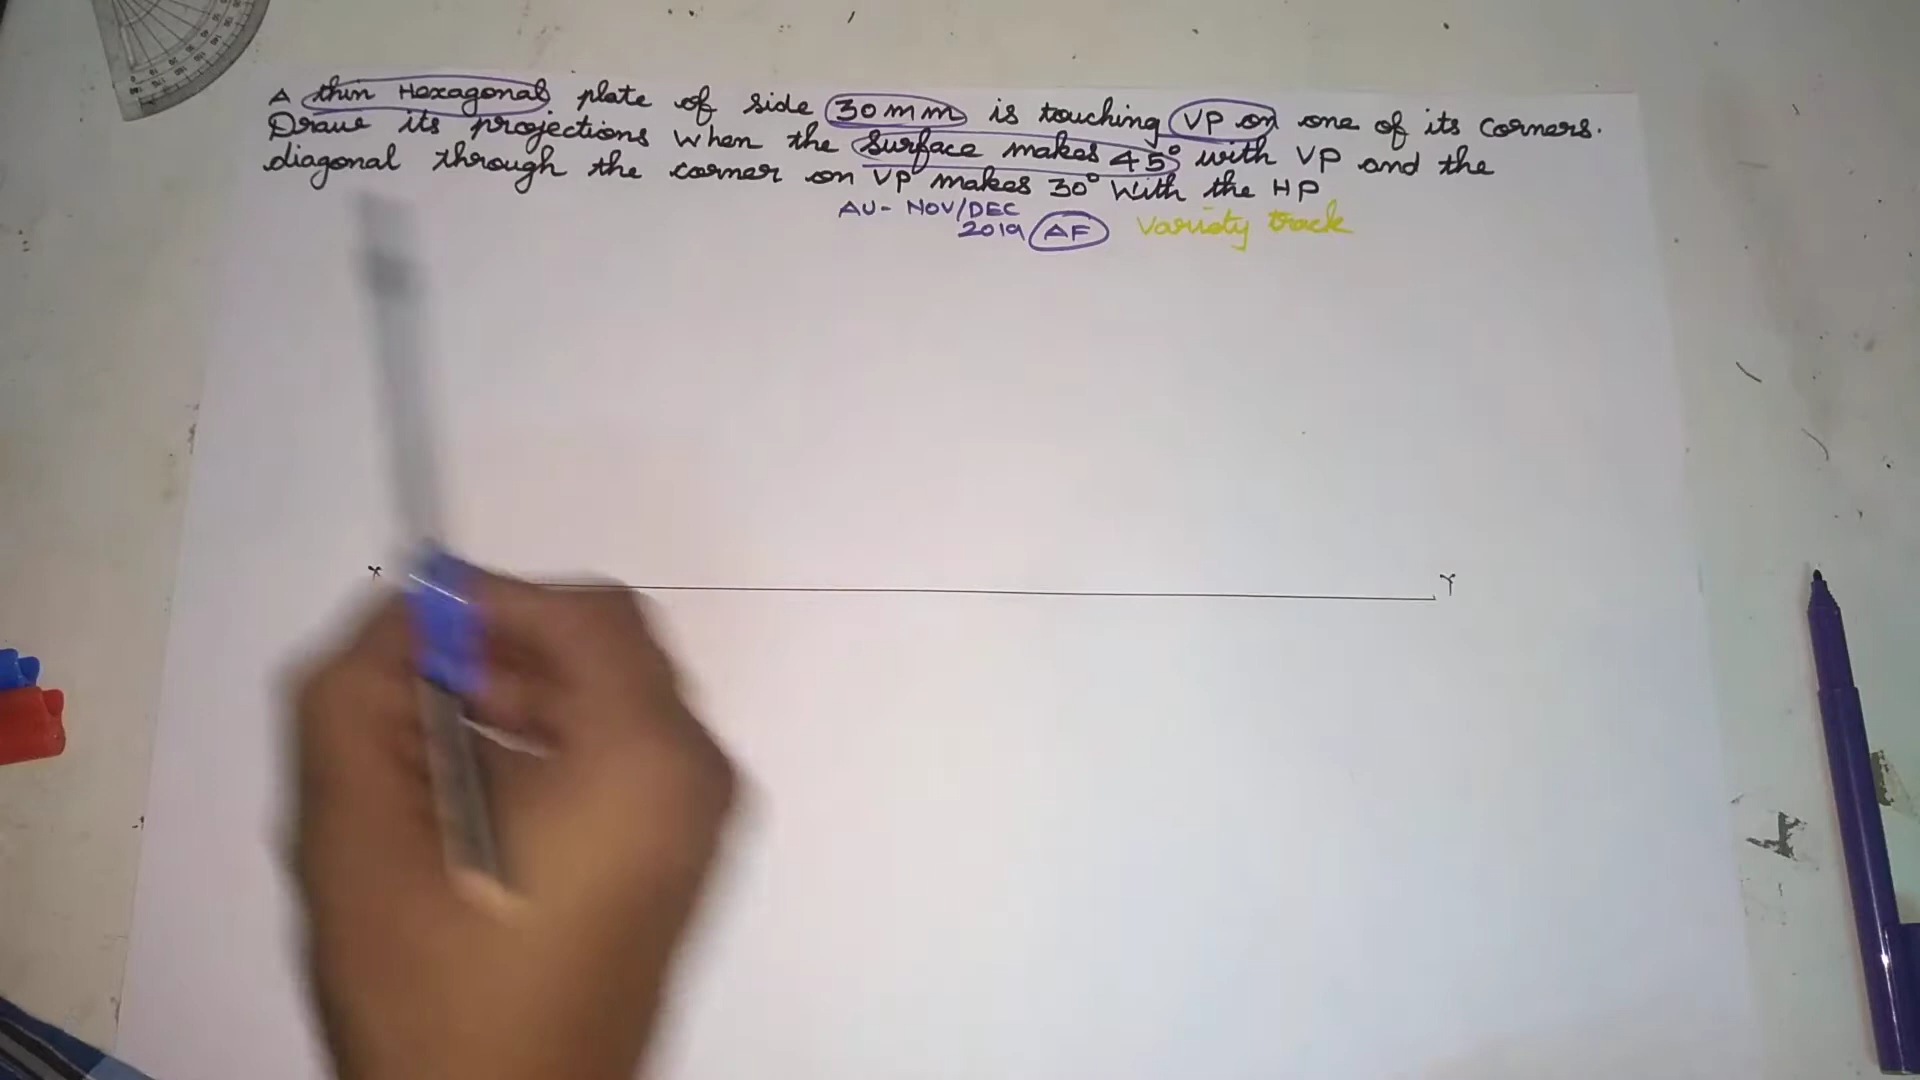 A thin Hexagonal plate of side 30mm is touching VP on one of its corners.
Draw its projections when the surface makes 45° with VP and the
diagonal through the corner on VP makes 30° with the HP
AU- NOV/DEC
2019 AF Variety track
X Y